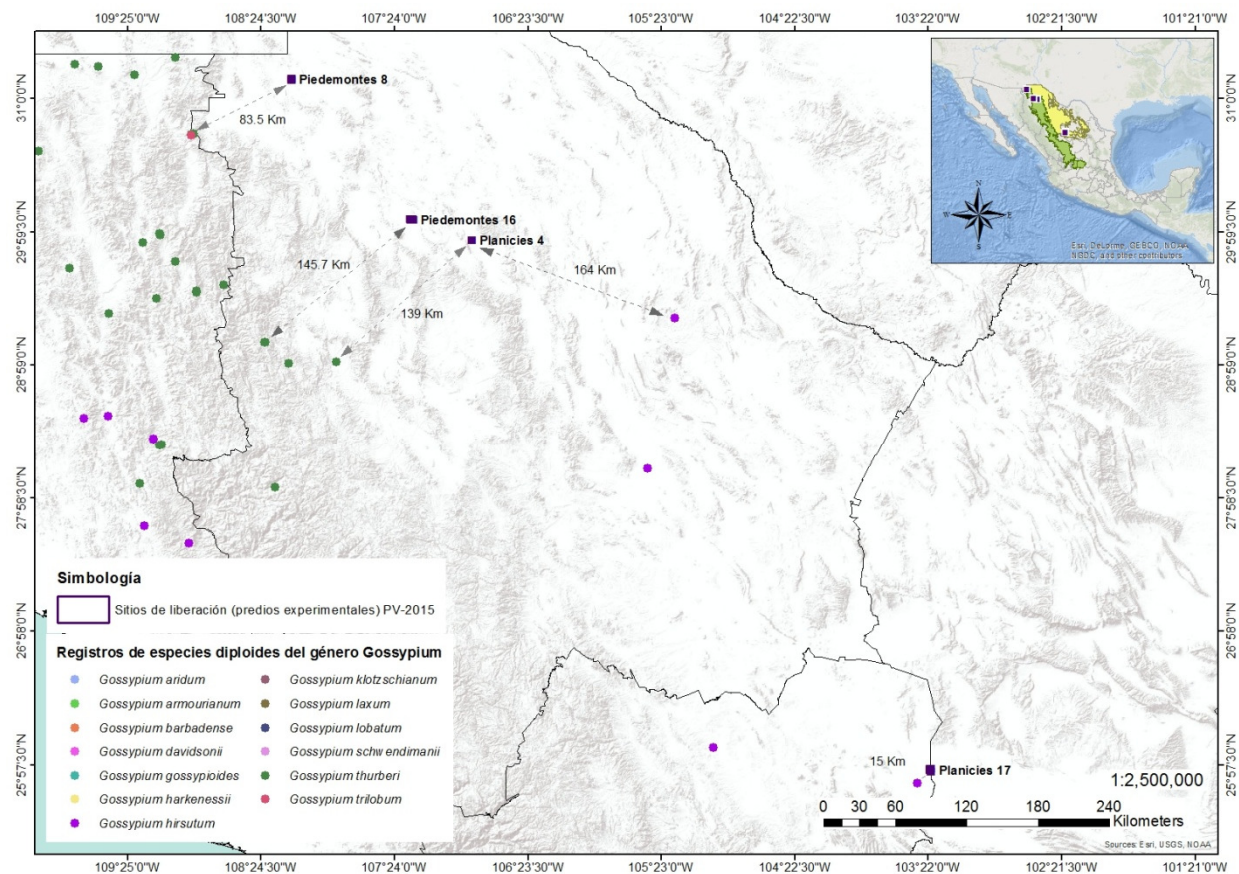 109°25'0"W 108°24'30"W 107°24'0"W 106°23'30"W 105°23'0"W 104°22'30"W 103°22'0"W 102°21'30"W 101°21'0"W
31°0'0"N
29°59'30"N
28°59'0"N
27°58'30"N
26°58'0"N
25°57'30"N
Piedemontes 8
83.5 Km
Piedemontes 16
Planicies 4
145.7 Km
139 Km
164 Km
N
W E
S
Esri, DeLorme, GEBCO, NOAA
NGDC, and other contributors
Simbología
Sitios de liberación (predios experimentales) PV-2015
Registros de especies diploides del género Gossypium
Gossypium aridum
Gossypium armourianum
Gossypium barbadense
Gossypium davidsonii
Gossypium gossypioides
Gossypium harkenessii
Gossypium hirsutum
Gossypium klotzschianum
Gossypium laxum
Gossypium lobatum
Gossypium schwendimanii
Gossypium thurberi
Gossypium trilobum
15 Km
Planicies 17
1:2,500,000
0 30 60 120 180 240
Kilometers
Sources: Esri, USGS, NOAA
31°0'0"N
29°59'30"N
28°59'0"N
27°58'30"N
26°58'0"N
25°57'30"N
109°25'0"W 108°24'30"W 107°24'0"W 106°23'30"W 105°23'0"W 104°22'30"W 103°22'0"W 102°21'30"W 101°21'0"W